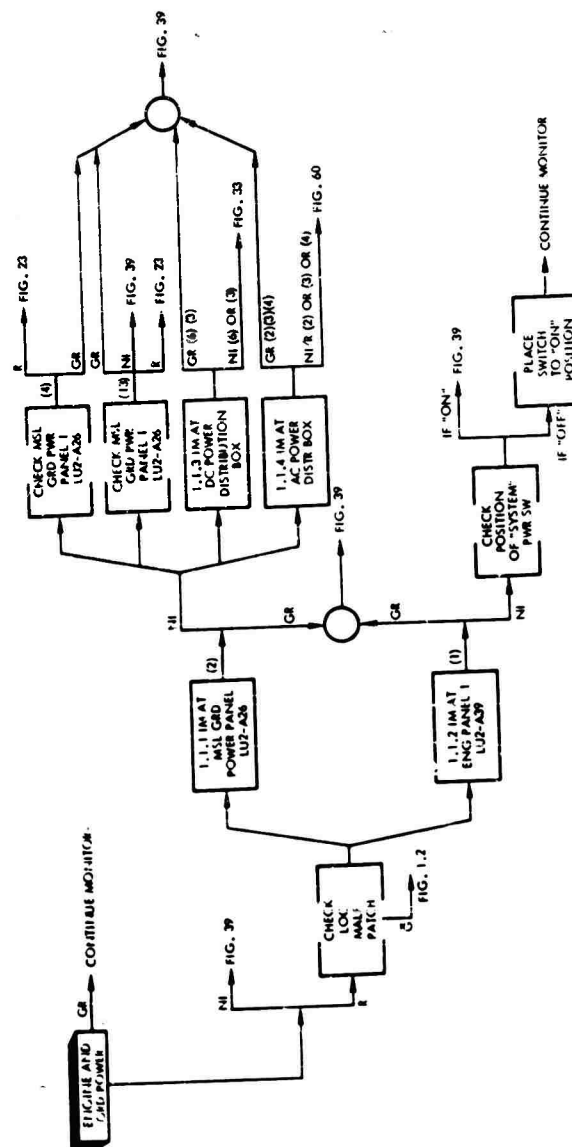 ENGINE AND
GRD POWER
GR
CONTINUE MONITOR
NI
FIG. 39
R
CHECK
LOC
MALF
PATCH
FIG. 1.2
1.1.1 IM AT
MSL GRD
POWER PANEL
LU2-A26
(2)
NI
GR
FIG. 39
1.1.2 IM AT
ENG PANEL 1
LU2-A39
(1)
GR
NI
CHECK MSL
GRD PWR
PANEL 1
LU2-A26
(4)
R
FIG. 23
GR
CHECK MSL
GRD PWR
PANEL 1
LU2-A26
(13)
GR
NI
FIG. 39
R
FIG. 23
1.1.3 IM AT
DC POWER
DISTRIBUTION
BOX
GR (6) (3)
NI (6) OR (3)
FIG. 33
1.1.4 IM AT
AC POWER
DISTR BOX
GR (2)(3)(4)
NI/R (2) OR (3) OR (4)
FIG. 60
FIG. 39
CHECK
POSITION
OF "SYSTEM"
PWR SW
IF "ON"
FIG. 39
IF "OFF"
PLACE
SWITCH
TO "ON"
POSITION
CONTINUE MONITOR